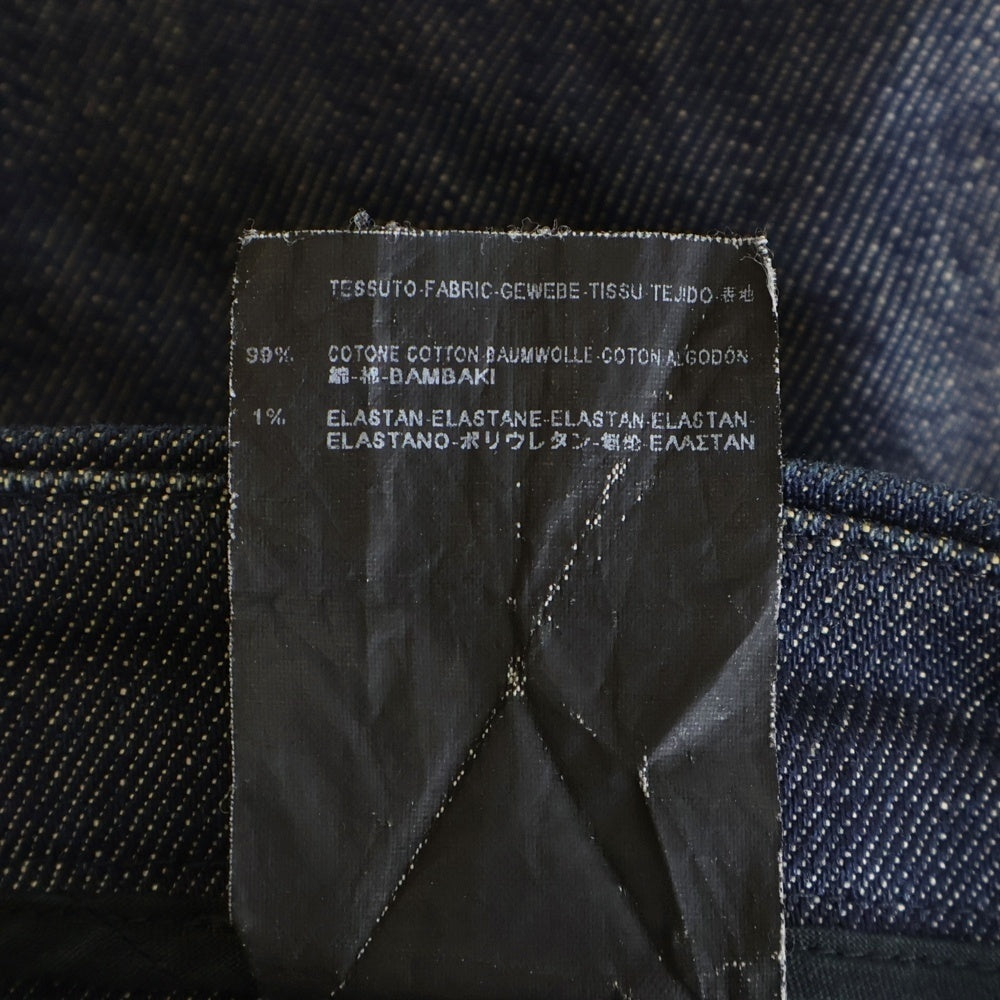 TESSUTO-FABRIC-GEWEBE-TISSU-TEJIDO-表地
99% COTONE COTTON-BAUMWOLLE-COTON-ALGODÓN-
綿-棉-BAMBAKI
1% ELASTAN-ELASTANE-ELASTAN-ELASTAN-
ELASTANO-ポリウレタン-ΕΛΑΣΤΑΝ